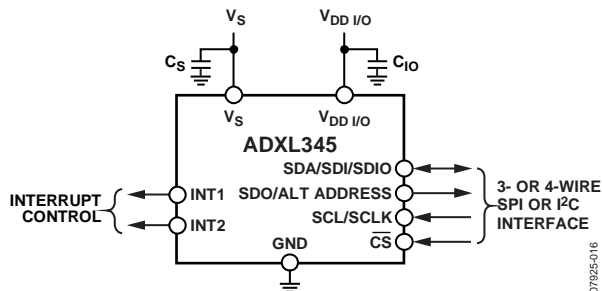 VS
VDD I/O
CS
CIO
VS
VDD I/O
ADXL345
SDA/SDI/SDIO
INTERRUPT
CONTROL
INT1
SDO/ALT ADDRESS
3- OR 4-WIRE
SPI OR I2C
INTERFACE
INT2
SCL/SCLK
GND
CS
07925-016